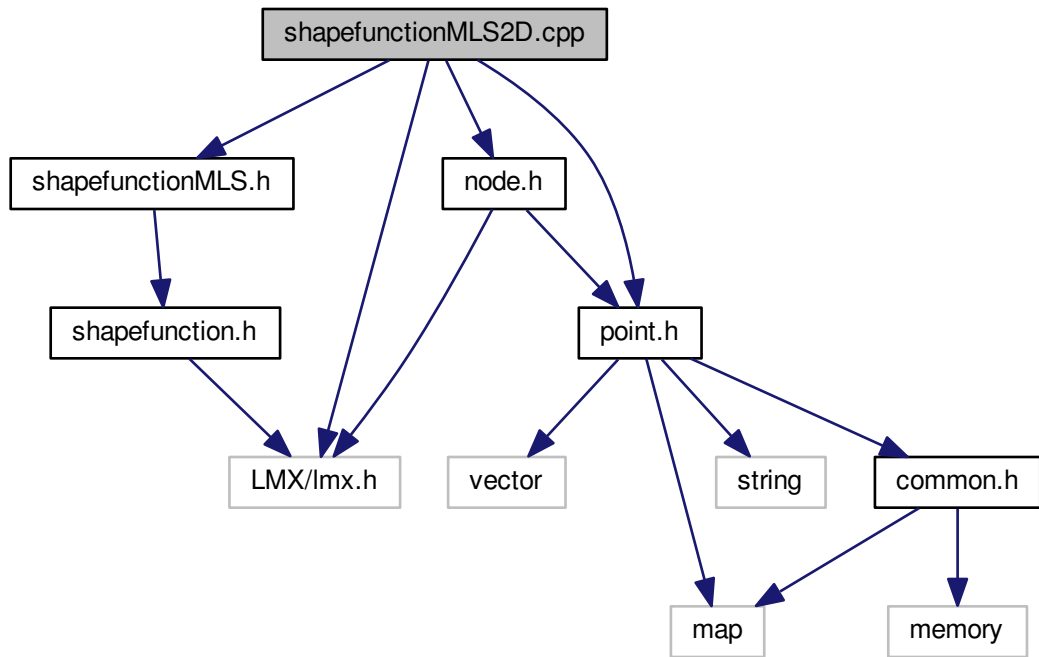 shapefunctionMLS2D.cpp
shapefunctionMLS.h
node.h
shapefunction.h
point.h
LMX/lmx.h
vector
string
common.h
map
memory